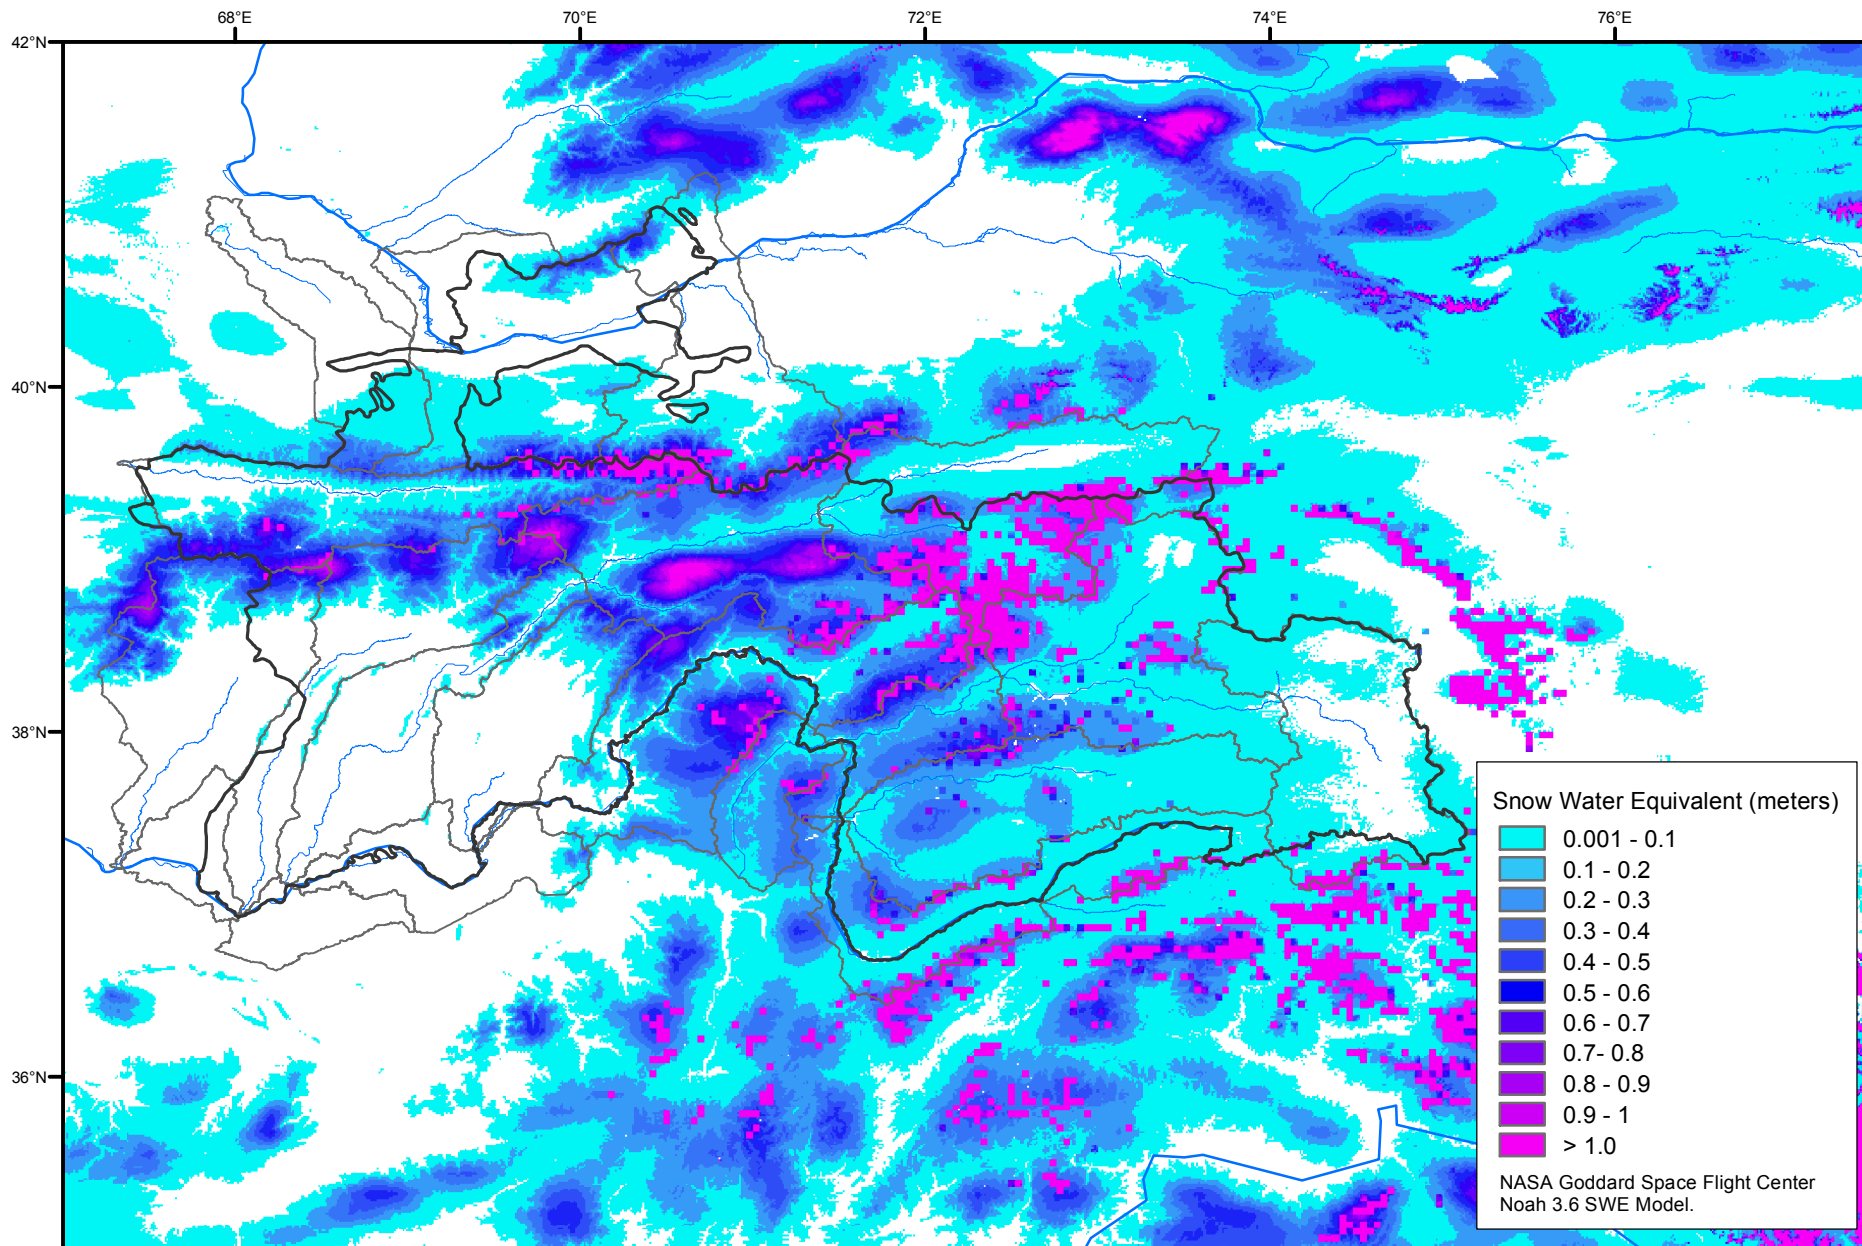 68°E 70°E 72°E 74°E 76°E
42°N
40°N
38°N
36°N
Snow Water Equivalent (meters)
0.001 - 0.1
0.1 - 0.2
0.2 - 0.3
0.3 - 0.4
0.4 - 0.5
0.5 - 0.6
0.6 - 0.7
0.7- 0.8
0.8 - 0.9
0.9 - 1
> 1.0
NASA Goddard Space Flight Center
Noah 3.6 SWE Model.